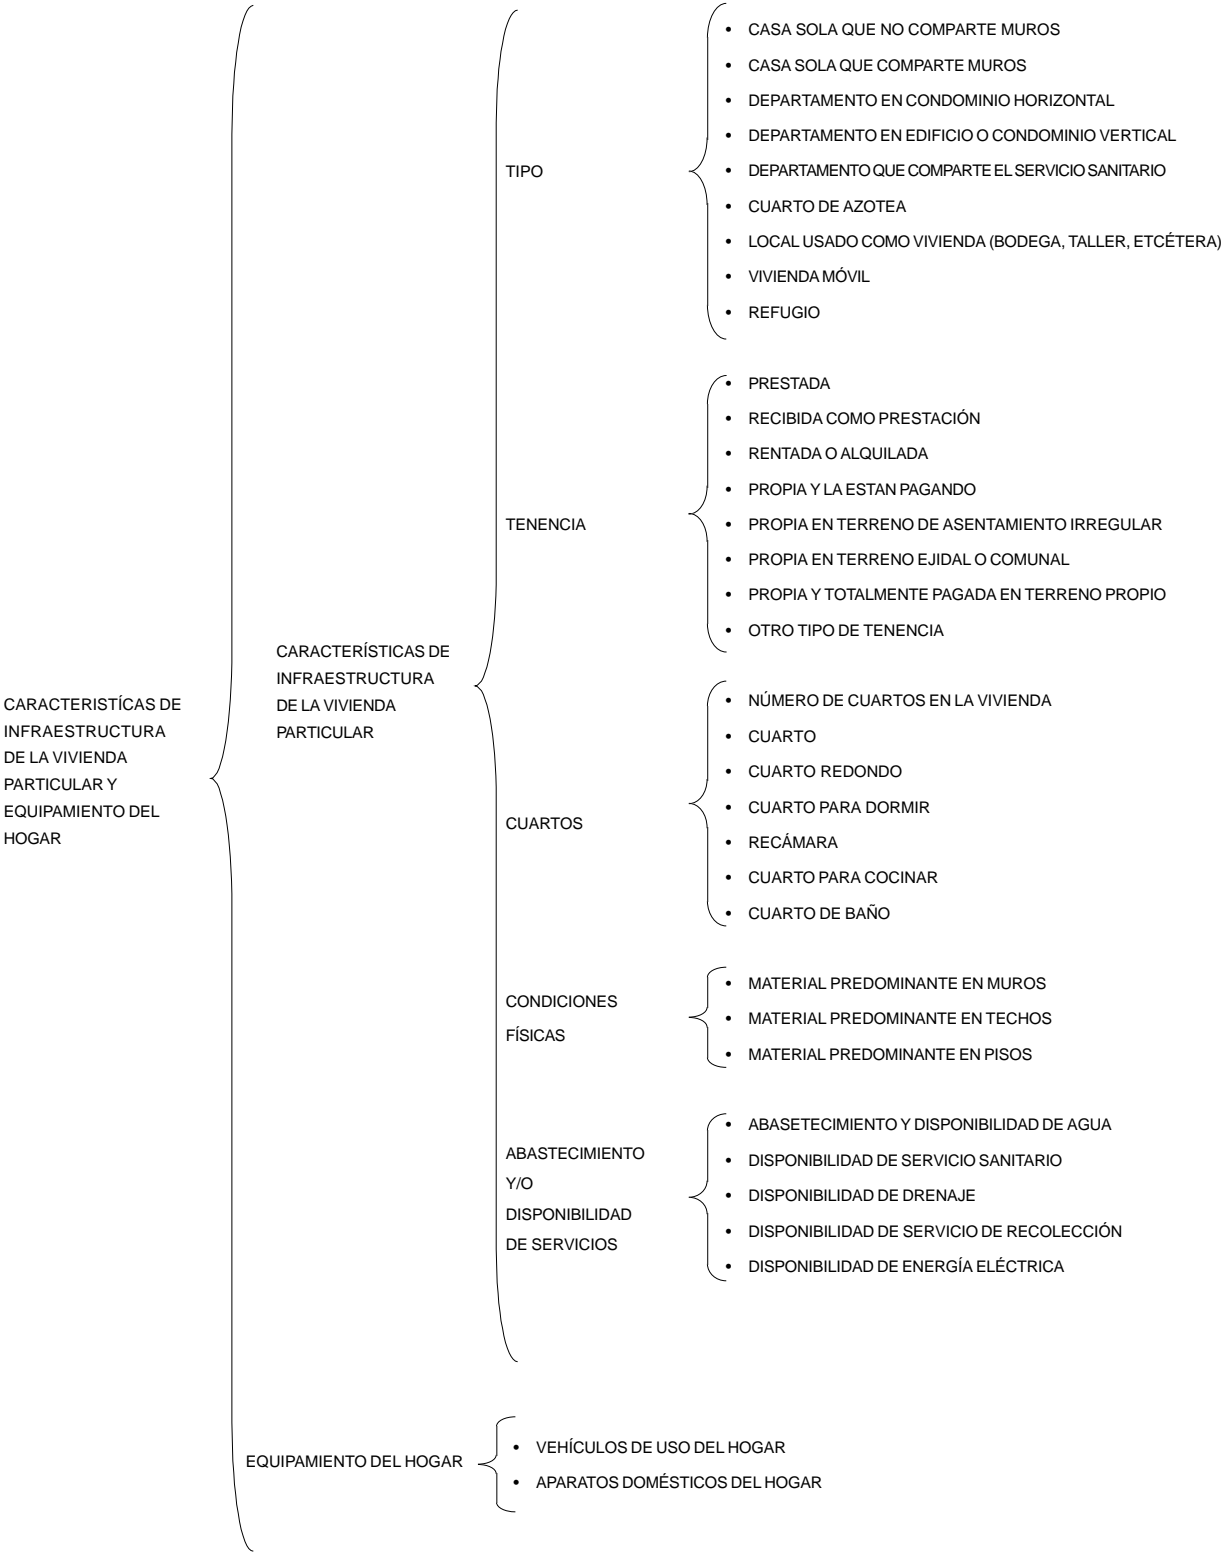 CARACTERISTÍCAS DE
INFRAESTRUCTURA
DE LA VIVIENDA
PARTICULAR Y
EQUIPAMIENTO DEL
HOGAR
CARACTERÍSTICAS DE
INFRAESTRUCTURA
DE LA VIVIENDA
PARTICULAR
TIPO
• CASA SOLA QUE NO COMPARTE MUROS
• CASA SOLA QUE COMPARTE MUROS
• DEPARTAMENTO EN CONDOMINIO HORIZONTAL
• DEPARTAMENTO EN EDIFICIO O CONDOMINIO VERTICAL
• DEPARTAMENTO QUE COMPARTE EL SERVICIO SANITARIO
• CUARTO DE AZOTEA
• LOCAL USADO COMO VIVIENDA (BODEGA, TALLER, ETCÉTERA)
• VIVIENDA MÓVIL
• REFUGIO
TENENCIA
• PRESTADA
• RECIBIDA COMO PRESTACIÓN
• RENTADA O ALQUILADA
• PROPIA Y LA ESTAN PAGANDO
• PROPIA EN TERRENO DE ASENTAMIENTO IRREGULAR
• PROPIA EN TERRENO EJIDAL O COMUNAL
• PROPIA Y TOTALMENTE PAGADA EN TERRENO PROPIO
• OTRO TIPO DE TENENCIA
CUARTOS
• NÚMERO DE CUARTOS EN LA VIVIENDA
• CUARTO
• CUARTO REDONDO
• CUARTO PARA DORMIR
• RECÁMARA
• CUARTO PARA COCINAR
• CUARTO DE BAÑO
CONDICIONES
FÍSICAS
• MATERIAL PREDOMINANTE EN MUROS
• MATERIAL PREDOMINANTE EN TECHOS
• MATERIAL PREDOMINANTE EN PISOS
ABASTECIMIENTO
Y/O
DISPONIBILIDAD
DE SERVICIOS
• ABASETECIMIENTO Y DISPONIBILIDAD DE AGUA
• DISPONIBILIDAD DE SERVICIO SANITARIO
• DISPONIBILIDAD DE DRENAJE
• DISPONIBILIDAD DE SERVICIO DE RECOLECCIÓN
• DISPONIBILIDAD DE ENERGÍA ELÉCTRICA
EQUIPAMIENTO DEL HOGAR
• VEHÍCULOS DE USO DEL HOGAR
• APARATOS DOMÉSTICOS DEL HOGAR